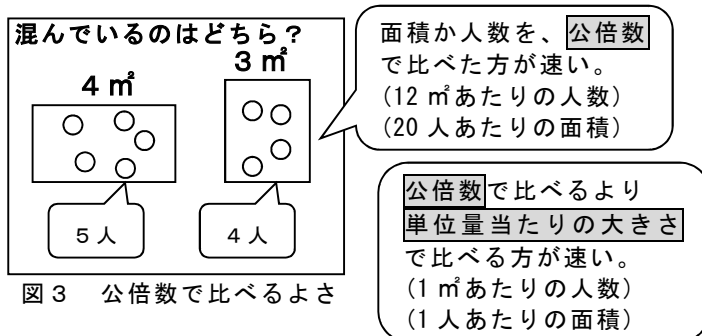 混んでいるのはどちら？
4㎡
3㎡
5人
4人
図3 公倍数で比べるよさ
面積か人数を、公倍数
で比べた方が速い。
(12㎡あたりの人数)
(20人あたりの面積)
公倍数で比べるより
単位量当たりの大きさ
で比べる方が速い。
(1㎡あたりの人数)
(1人あたりの面積)